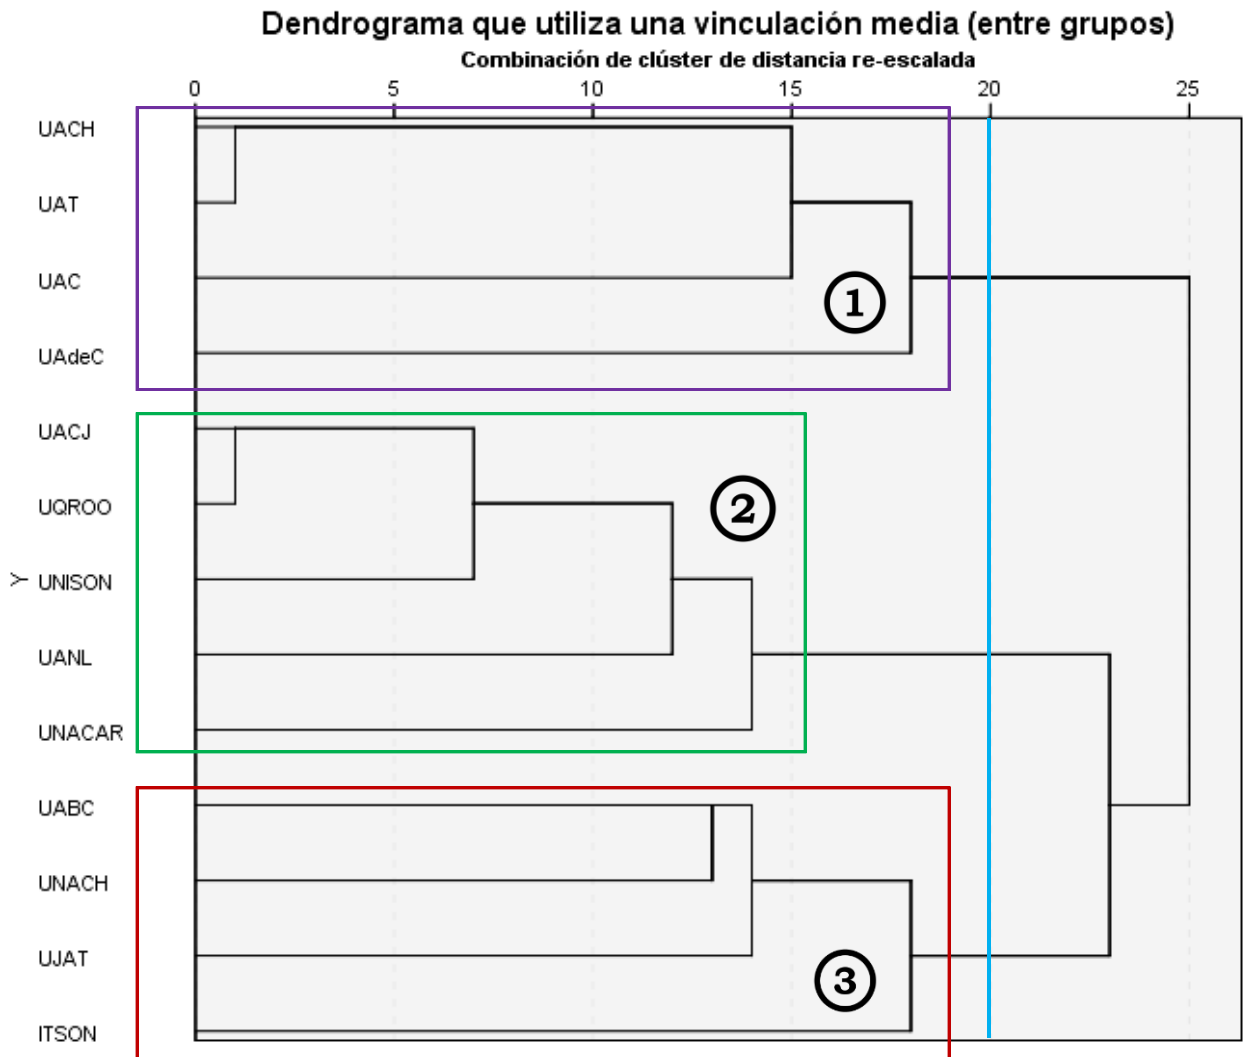 Dendrograma que utiliza una vinculación media (entre grupos)
Combinación de clúster de distancia re-escalada
0 5 10 15 20 25
UACH
UAT
UAC
1
UAdeC
UACJ
UQROO
2
Y
UNISON
UANL
UNACAR
UABC
UNACH
UJAT
3
ITSON